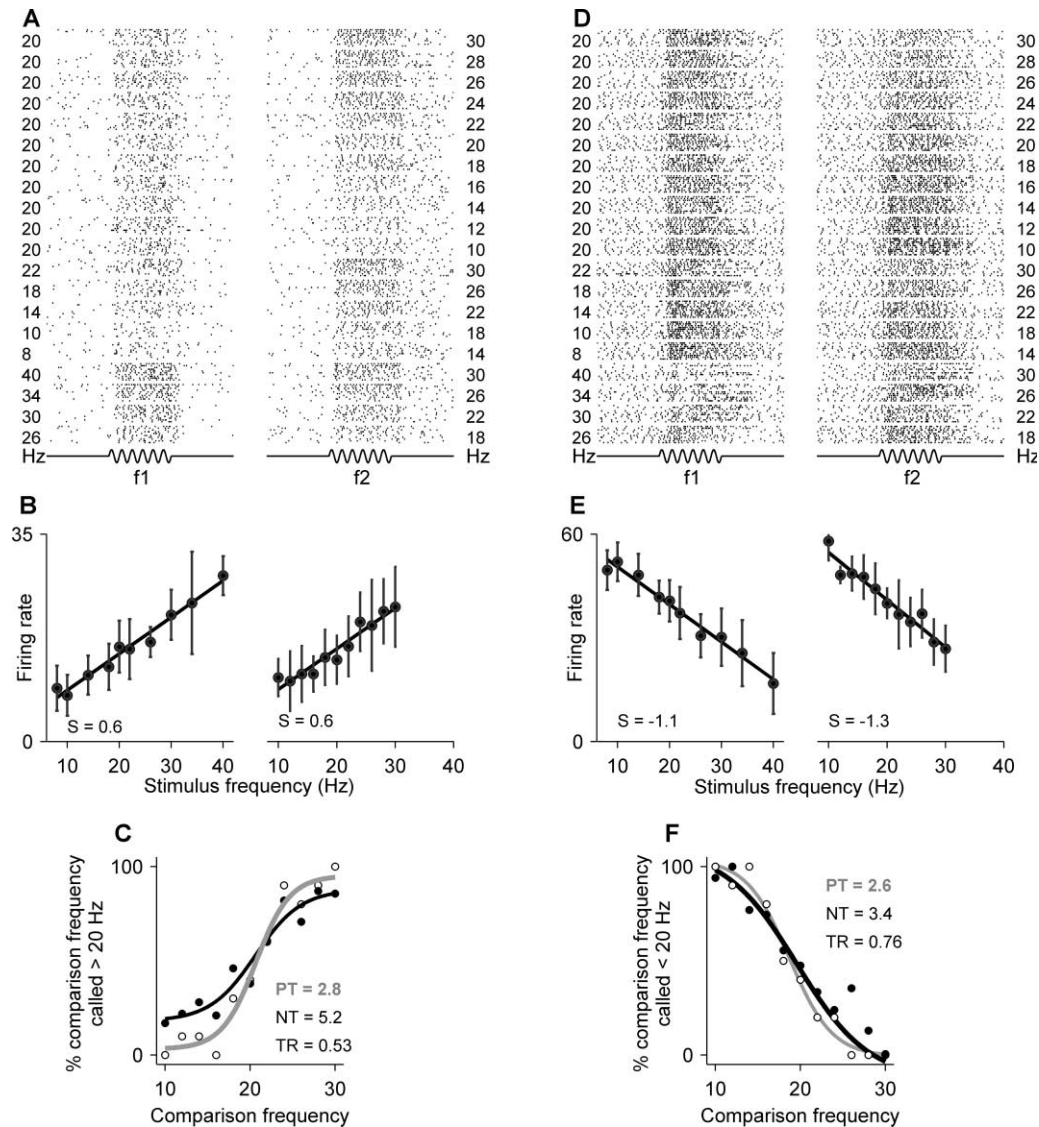 A
20
20
20
20
20
20
20
20
20
20
20
22
18
14
10
8
40
34
30
26
Hz
f1
f2
30
28
26
24
22
20
18
16
14
12
10
30
26
22
18
14
30
26
22
18
Hz
D
20
20
20
20
20
20
20
20
20
20
20
22
18
14
10
8
40
34
30
26
Hz
f1
f2
30
28
26
24
22
20
18
16
14
12
10
30
26
22
18
14
30
26
22
18
Hz
B
35
Firing rate
0
S = 0.6
S = 0.6
10 20 30 40 10 20 30 40
Stimulus frequency (Hz)
E
60
Firing rate
0
S = -1.1
S = -1.3
10 20 30 40 10 20 30 40
Stimulus frequency (Hz)
C
% comparison frequency
called > 20 Hz
100
0
PT = 2.8
NT = 5.2
TR = 0.53
10 20 30
Comparison frequency
F
% comparison frequency
called < 20 Hz
100
0
PT = 2.6
NT = 3.4
TR = 0.76
10 20 30
Comparison frequency